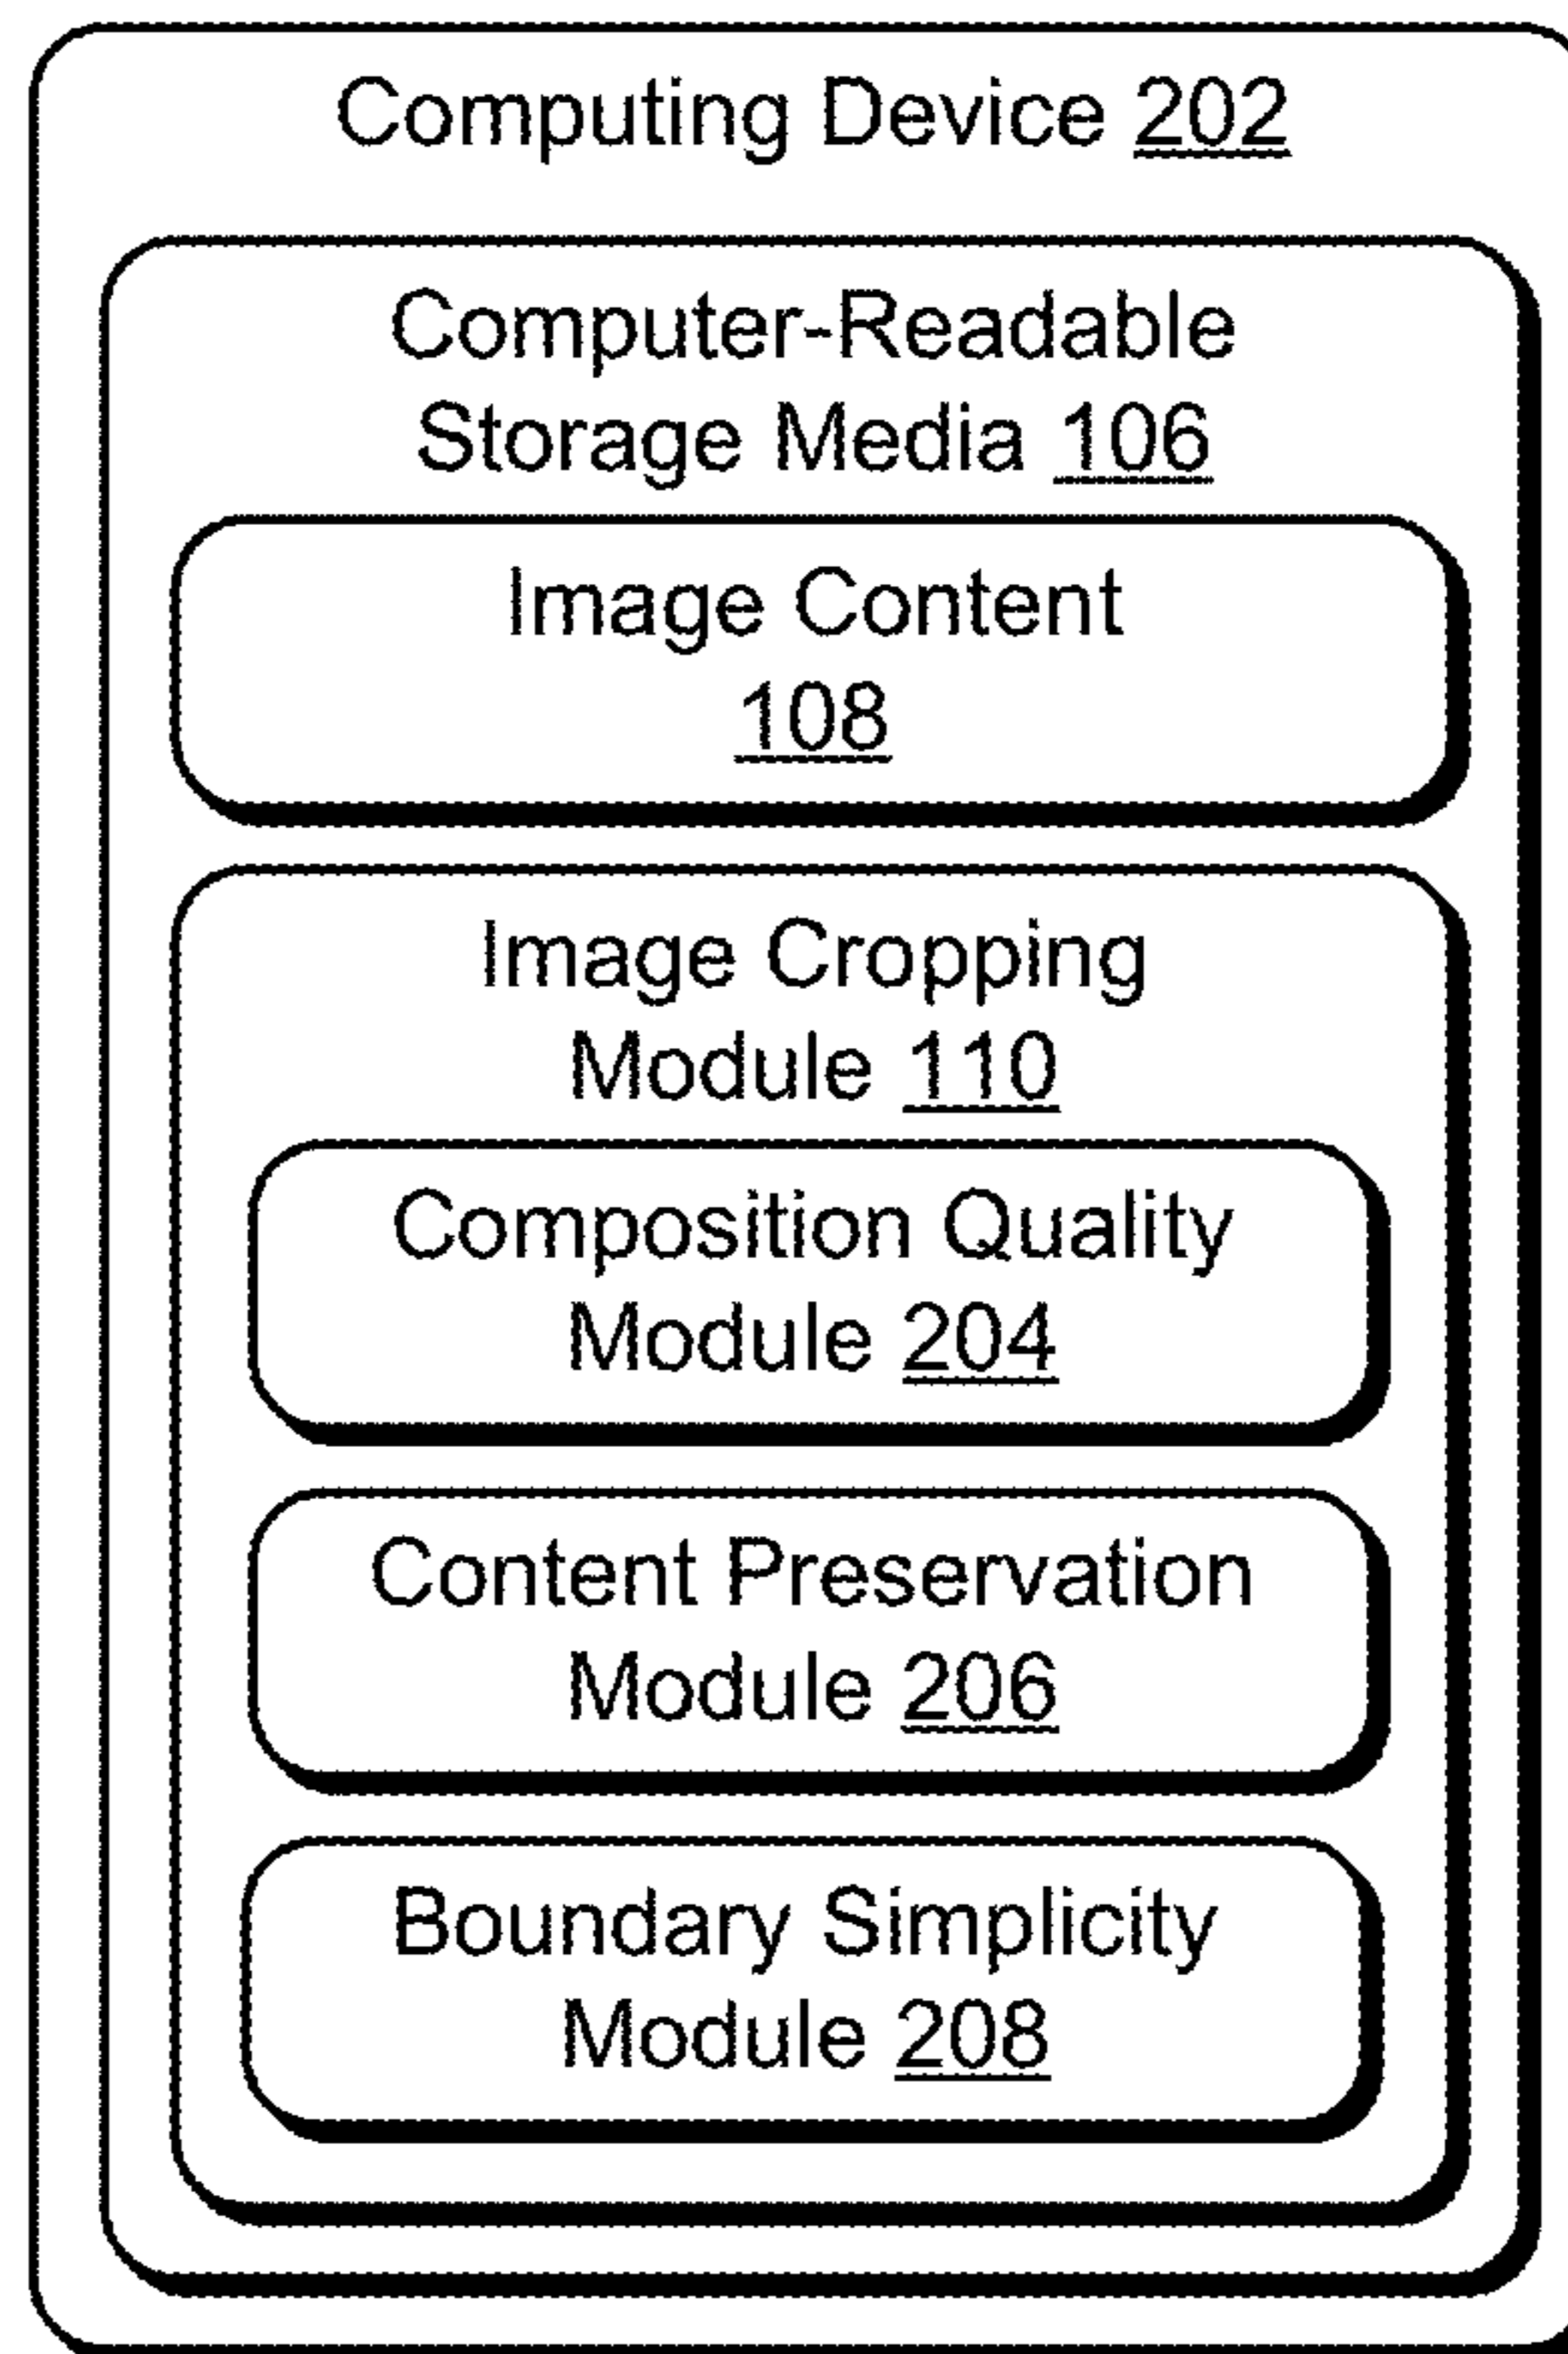 Computing Device 202
Computer-Readable
Storage Media 106
Image Content
108
Image Cropping
Module 110
Composition Quality
Module 204
Content Preservation
Module 206
Boundary Simplicity
Module 208